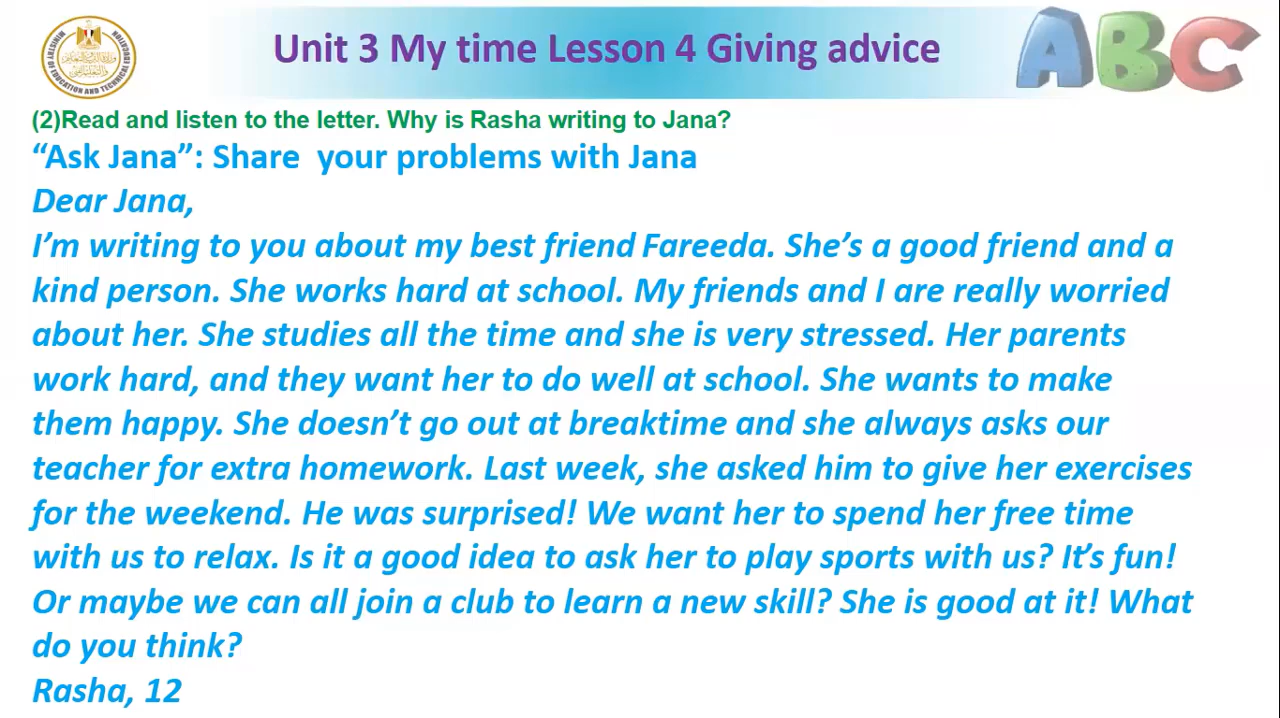 Unit 3 My time Lesson 4 Giving advice
ABC
MINISTRY OF EDUCATION AND TECHNICAL EDUCATION
(2)Read and listen to the letter. Why is Rasha writing to Jana?
“Ask Jana”: Share your problems with Jana
Dear Jana,
I’m writing to you about my best friend Fareeda. She’s a good friend and a
kind person. She works hard at school. My friends and I are really worried
about her. She studies all the time and she is very stressed. Her parents
work hard, and they want her to do well at school. She wants to make
them happy. She doesn’t go out at breaktime and she always asks our
teacher for extra homework. Last week, she asked him to give her exercises
for the weekend. He was surprised! We want her to spend her free time
with us to relax. Is it a good idea to ask her to play sports with us? It’s fun!
Or maybe we can all join a club to learn a new skill? She is good at it! What
do you think?
Rasha, 12